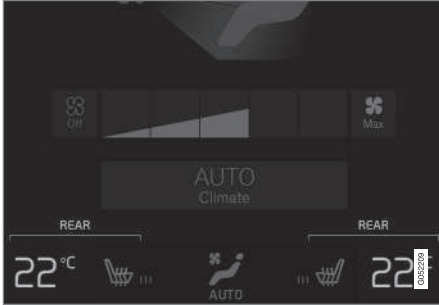 Off
Max
AUTO
Climate
REAR
REAR
22°C
AUTO
22
G052209